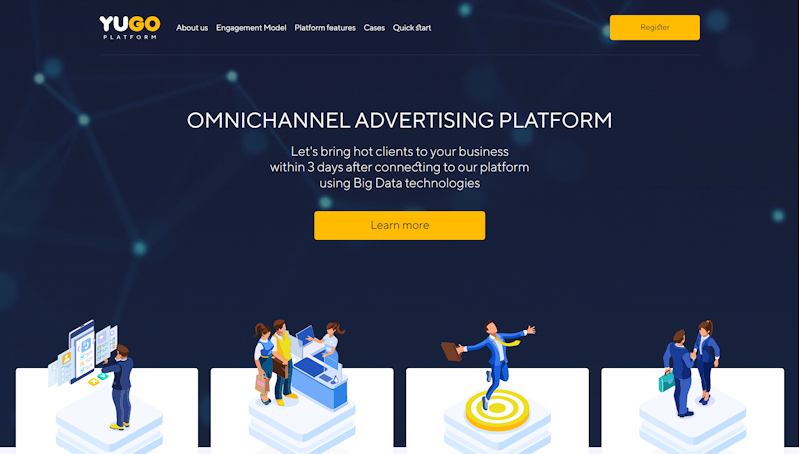 YUGO
PLATFORM
About us Engagement Model Platform features Cases Quick start
Register
OMNICHANNEL ADVERTISING PLATFORM
Let's bring hot clients to your business
within 3 days after connecting to our platform
using Big Data technologies
Learn more